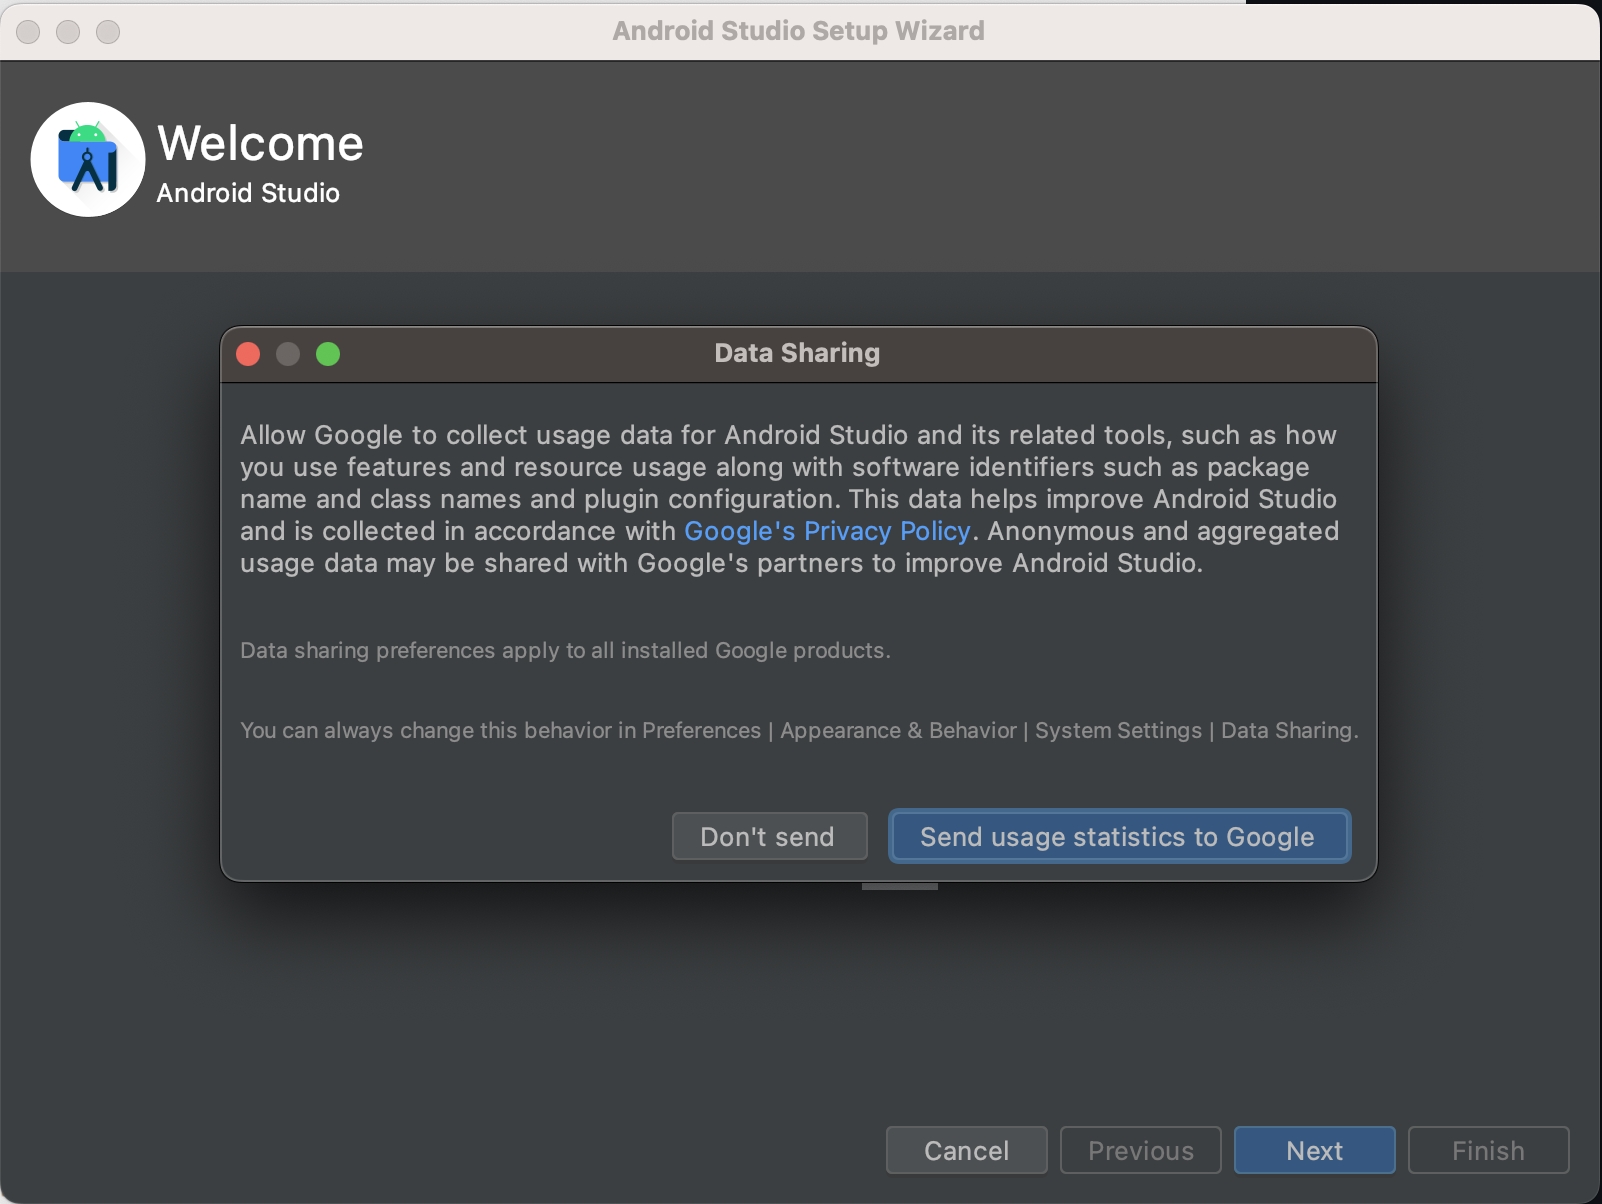 Android Studio Setup Wizard
Welcome
Android Studio
Data Sharing
Allow Google to collect usage data for Android Studio and its related tools, such as how
you use features and resource usage along with software identifiers such as package
name and class names and plugin configuration. This data helps improve Android Studio
and is collected in accordance with Google's Privacy Policy. Anonymous and aggregated
usage data may be shared with Google's partners to improve Android Studio.
Data sharing preferences apply to all installed Google products.
You can always change this behavior in Preferences | Appearance & Behavior | System Settings | Data Sharing.
Don't send
Send usage statistics to Google
Cancel
Previous
Next
Finish